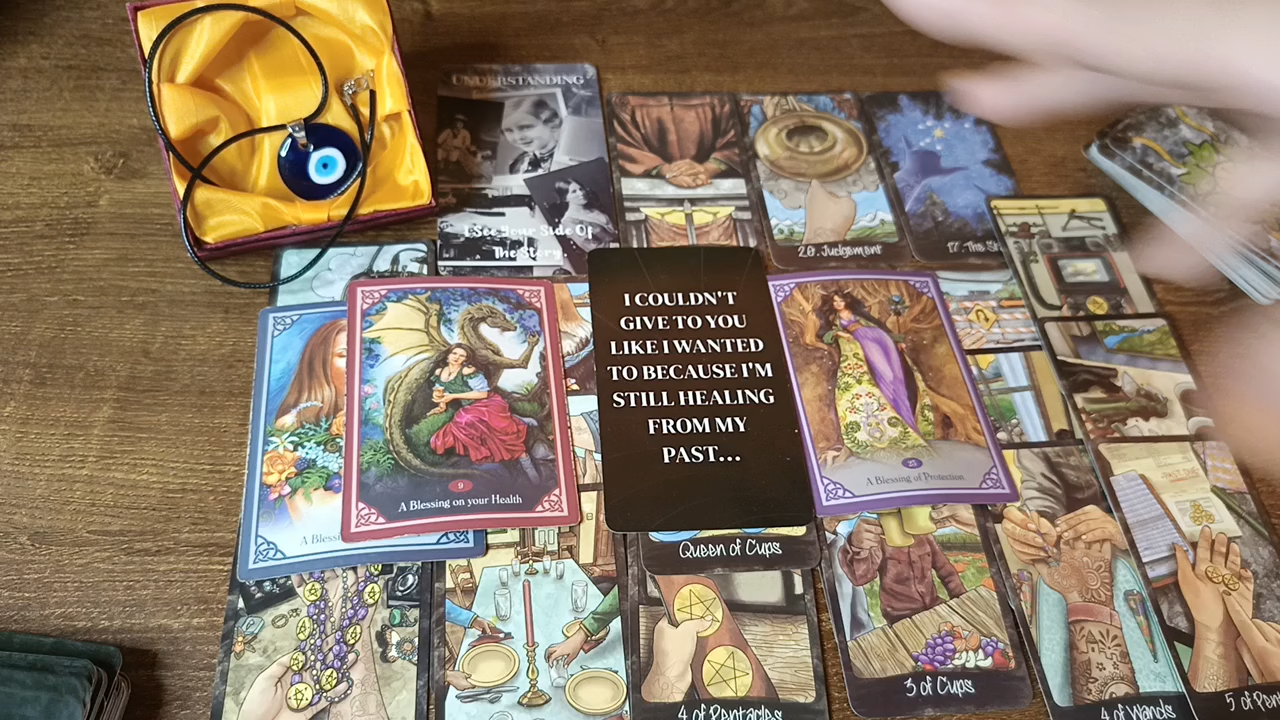 UNDERSTANDING
I See Your Side Of
The Story.
20. Judgement
17. The
I COULDN'T
GIVE TO YOU
LIKE I WANTED
TO BECAUSE I'M
STILL HEALING
FROM MY
PAST...
9
A Blessing on your Health
A Blessing of Protection
Queen of Cups
4 of Pentacles
3 of Cups
4 of Wands
5 of Pen